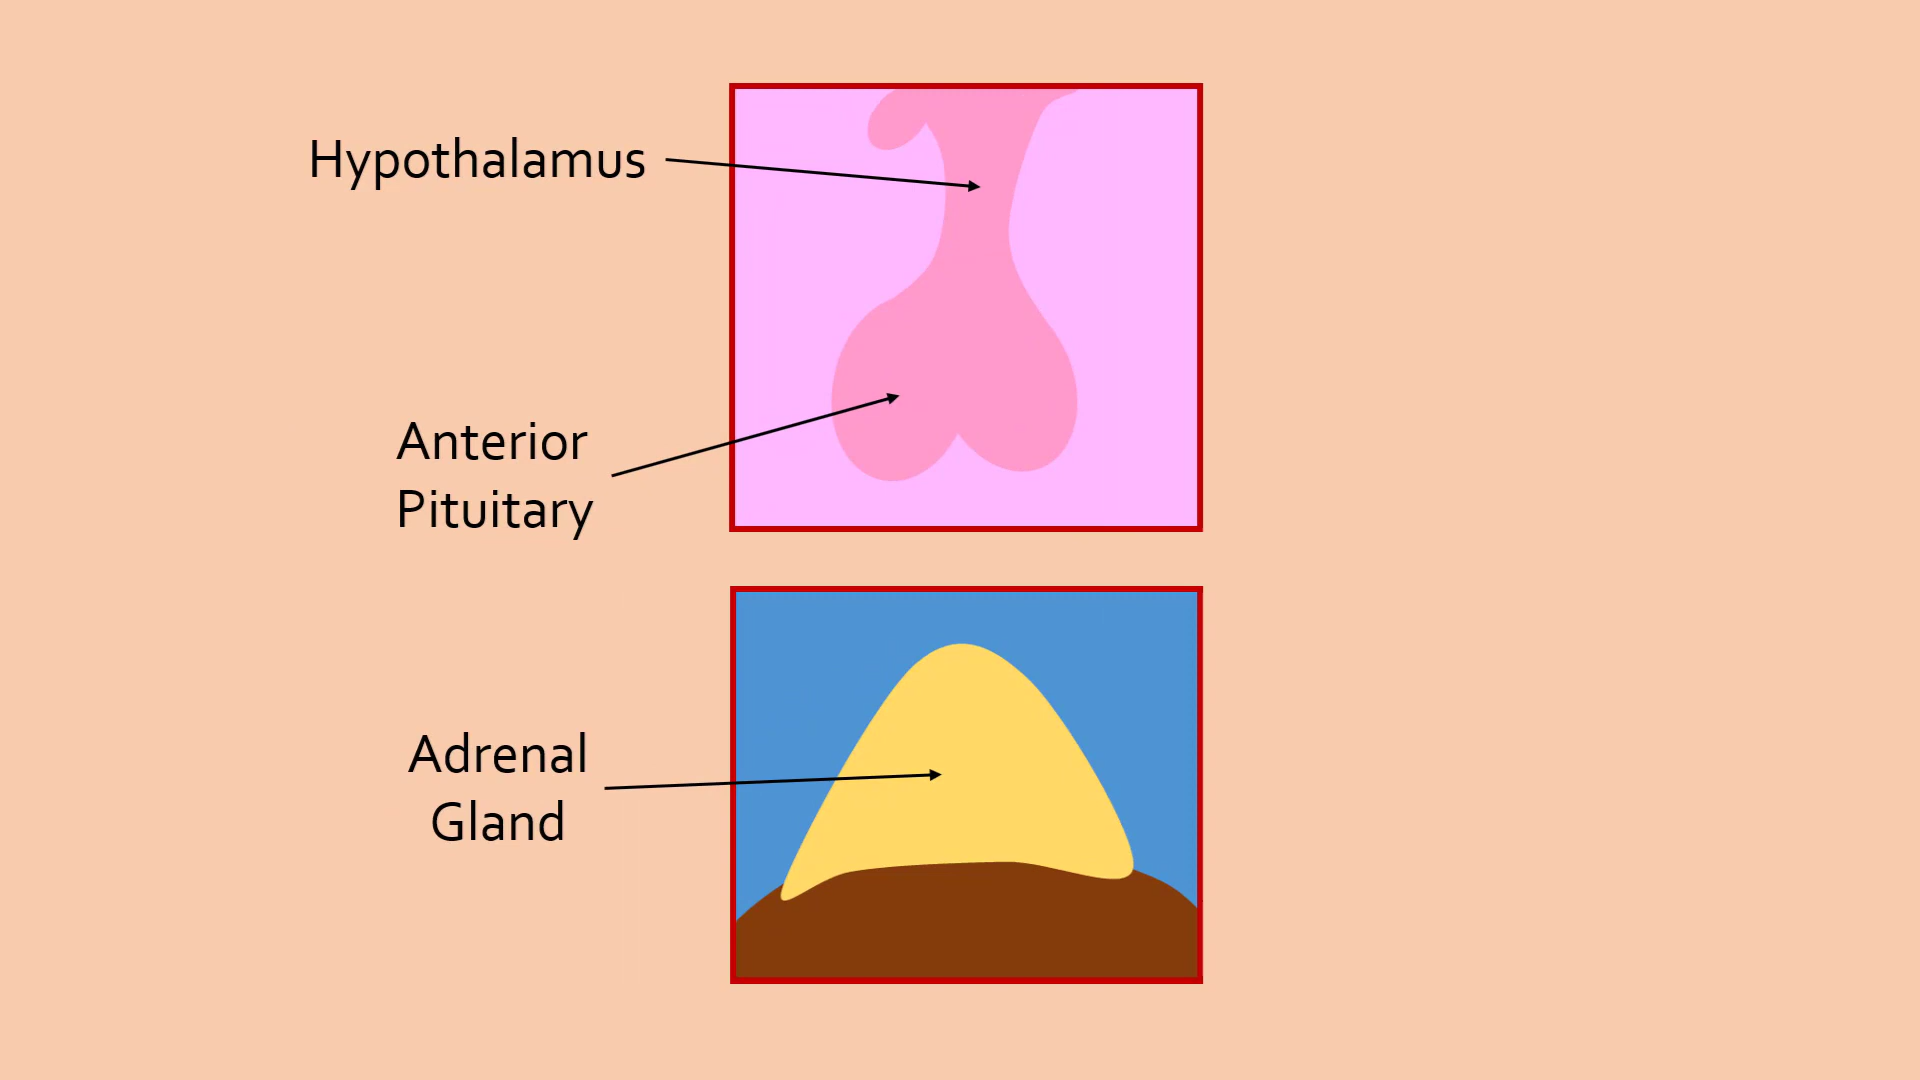 Hypothalamus
Anterior
Pituitary
Adrenal
Gland